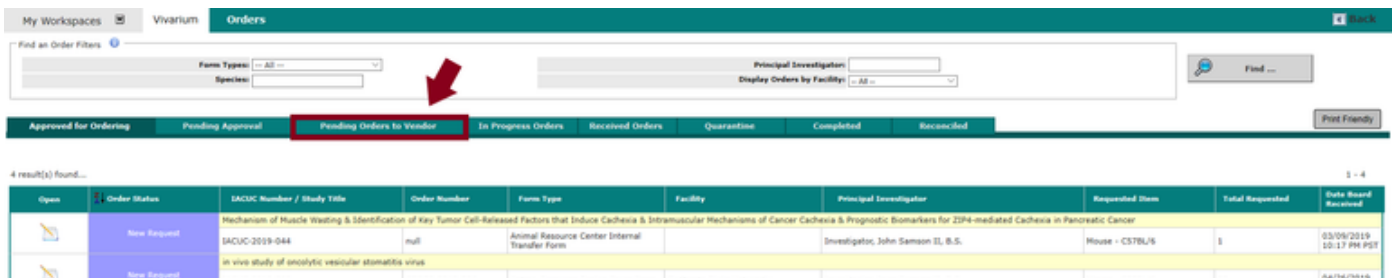 My Workspaces Vivarium Orders Back
Find an Order Filters
Form Types: -- All -- Principal Investigator:
Species: Display Orders by Facility: -- All --
Find ...
Approved for Ordering Pending Approval Pending Orders to Vendor In Progress Orders Received Orders Quarantine Completed Reconciled
Print Friendly
4 result(s) found... 1 - 4
Open Order Status IACUC Number / Study Title Order Number Form Type Facility Principal Investigator Requested Item Total Requested Date Board Received
Mechanism of Muscle Wasting & Identification of Key Tumor Cell-Released Factors that Induce Cachexia & Intramuscular Mechanisms of Cancer Cachexia & Prognostic Biomarkers for ZIP4-mediated Cachexia in Pancreatic Cancer
New Request IACUC-2019-044 null Animal Resource Center Internal Transfer Form Investigator, John Samson II, B.S. Mouse - C57BL/6 1 03/09/2019 10:17 PM PST
in vivo study of oncolytic vesicular stomatitis virus
New Request 04/26/2019